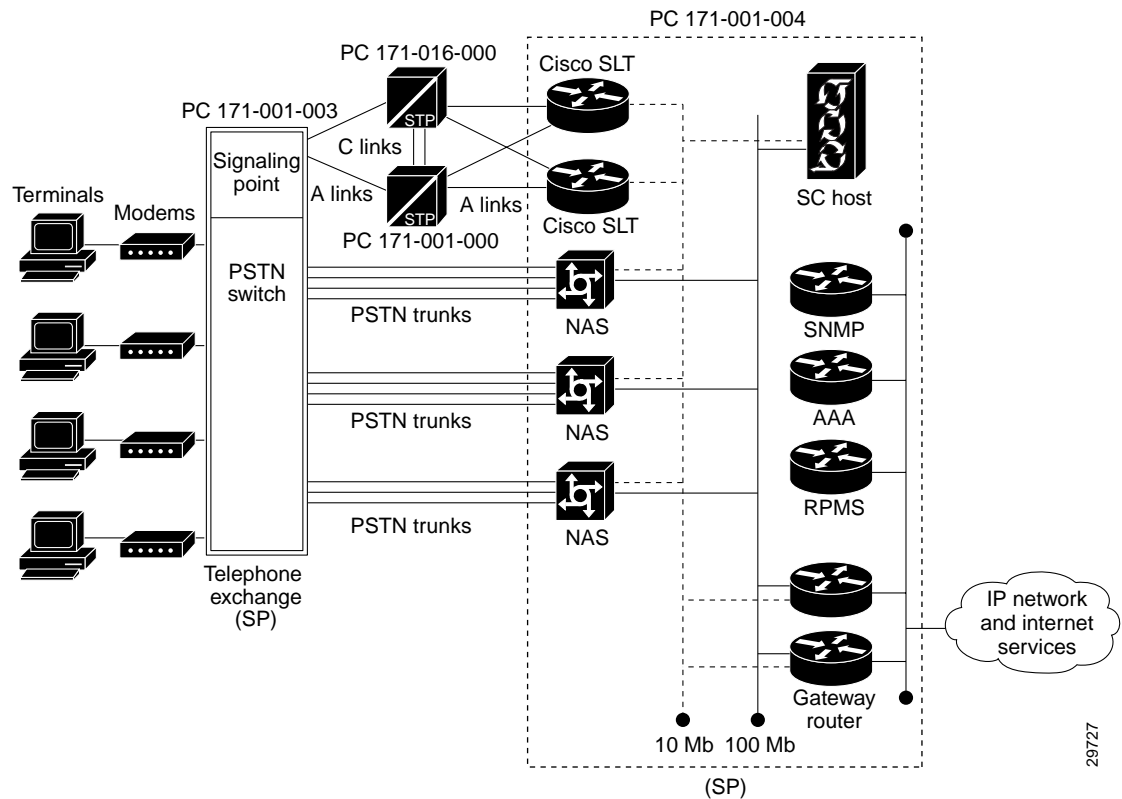 PC 171-001-004
PC 171-016-000
Cisco SLT
PC 171-001-003
STP
C links
Signaling
point
SC host
Terminals
Modems
A links
STP
A links
Cisco SLT
PC 171-001-000
PSTN
switch
PSTN trunks
NAS
SNMP
PSTN trunks
NAS
AAA
RPMS
PSTN trunks
NAS
Telephone
exchange
(SP)
IP network
and internet
services
Gateway
router
10 Mb
100 Mb
29727
(SP)